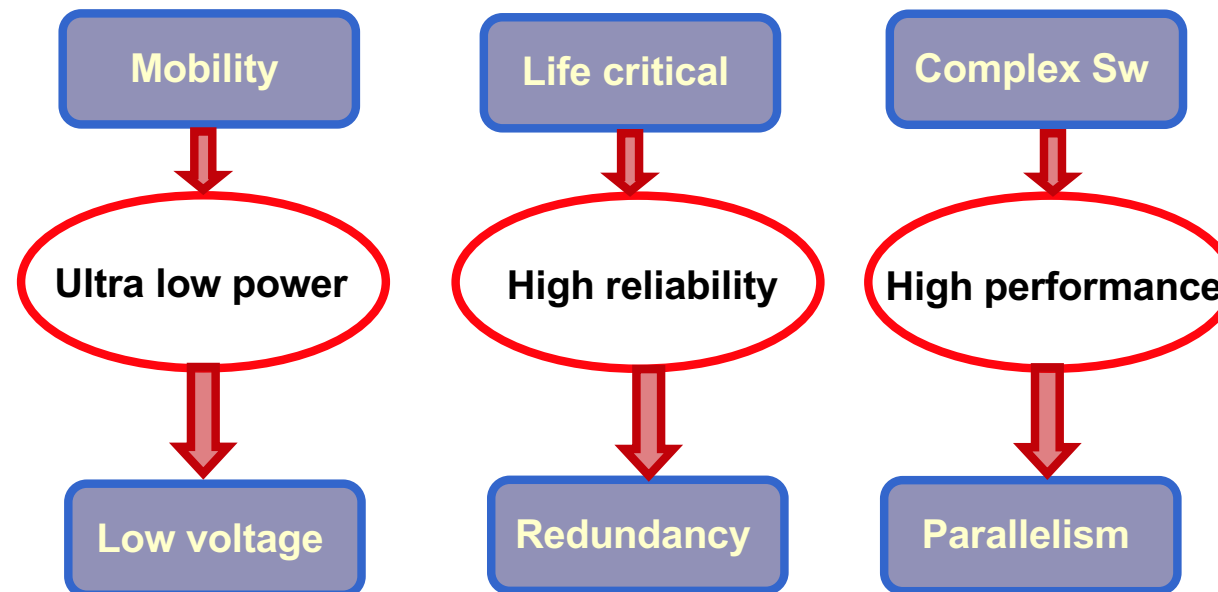 Mobility
Life critical
Complex Sw
Ultra low power
High reliability
High performance
Low voltage
Redundancy
Parallelism